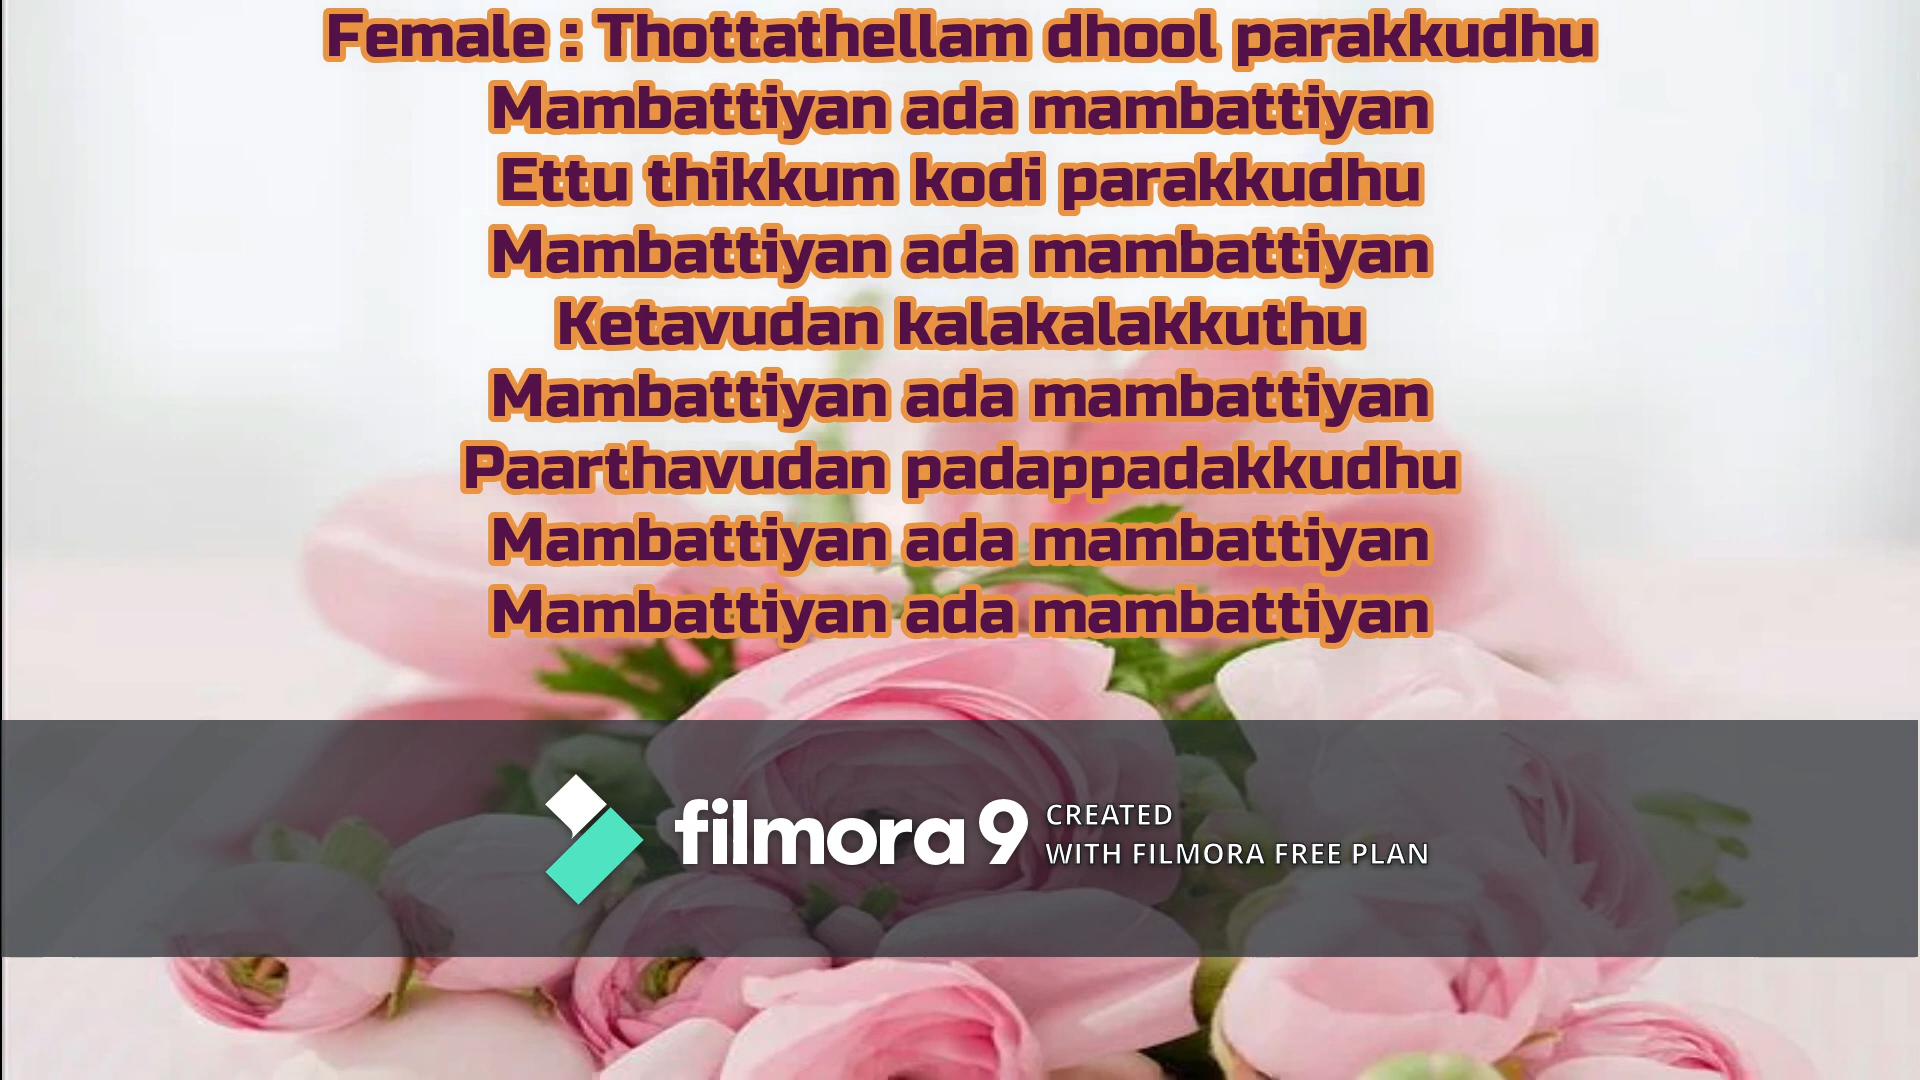 Female : Thottathellam dhool parakkudhu
Mambattiyan ada mambattiyan
Ettu thikkum kodi parakkudhu
Mambattiyan ada mambattiyan
Ketavudan kalakalakkuthu
Mambattiyan ada mambattiyan
Paarthavudan padappadakkudhu
Mambattiyan ada mambattiyan
Mambattiyan ada mambattiyan
filmora 9 CREATED
WITH FILMORA FREE PLAN